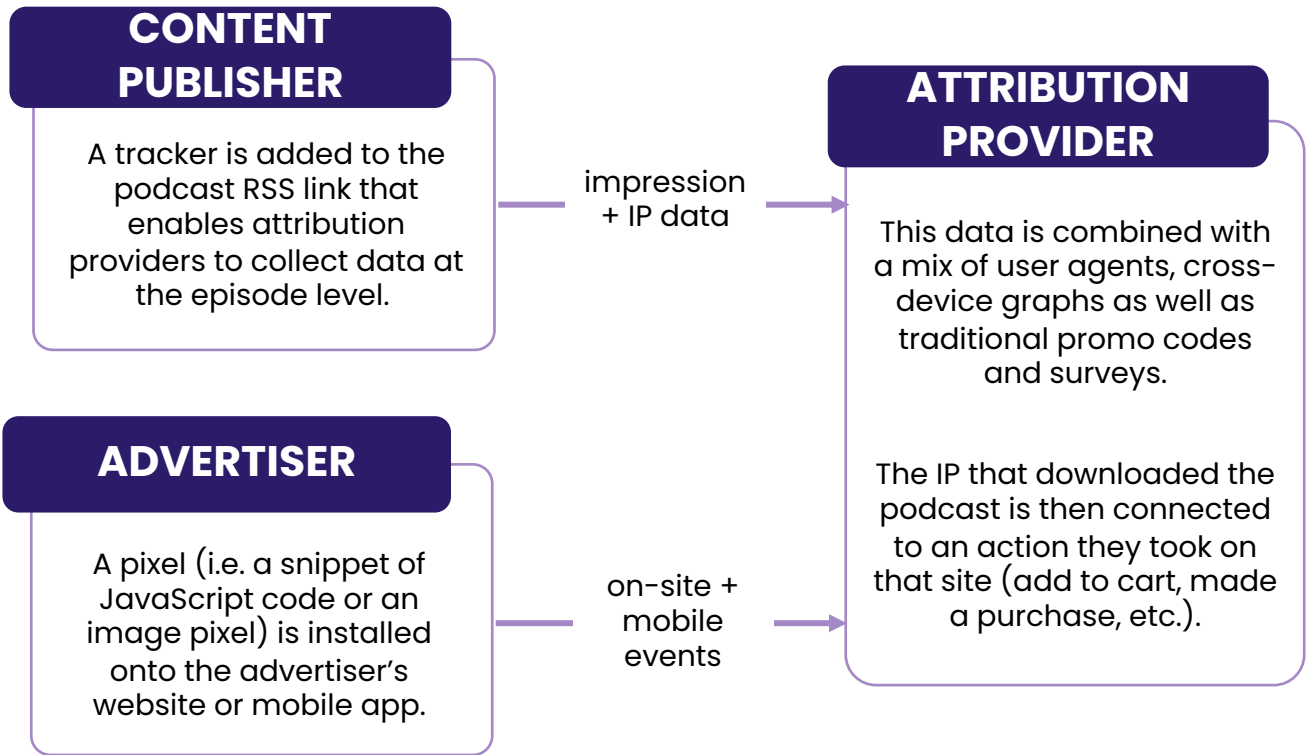 CONTENT
PUBLISHER
A tracker is added to the
podcast RSS link that
enables attribution
providers to collect data at
the episode level.
impression
+ IP data
ADVERTISER
A pixel (i.e. a snippet of
JavaScript code or an
image pixel) is installed
onto the advertiser’s
website or mobile app.
on-site +
mobile
events
ATTRIBUTION
PROVIDER
This data is combined with
a mix of user agents, cross-
device graphs as well as
traditional promo codes
and surveys.
The IP that downloaded the
podcast is then connected
to an action they took on
that site (add to cart, made
a purchase, etc.).